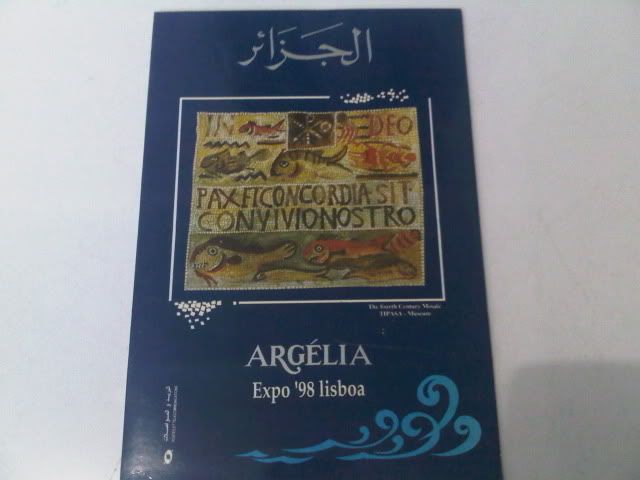 الجزائر
IN DEO
PAX ET CONCORDIA SIT
CONVIVIO NOSTRO
The fourth Century Mosaic
TIPASA - Museum
ARGÉLIA
Expo '98 lisboa